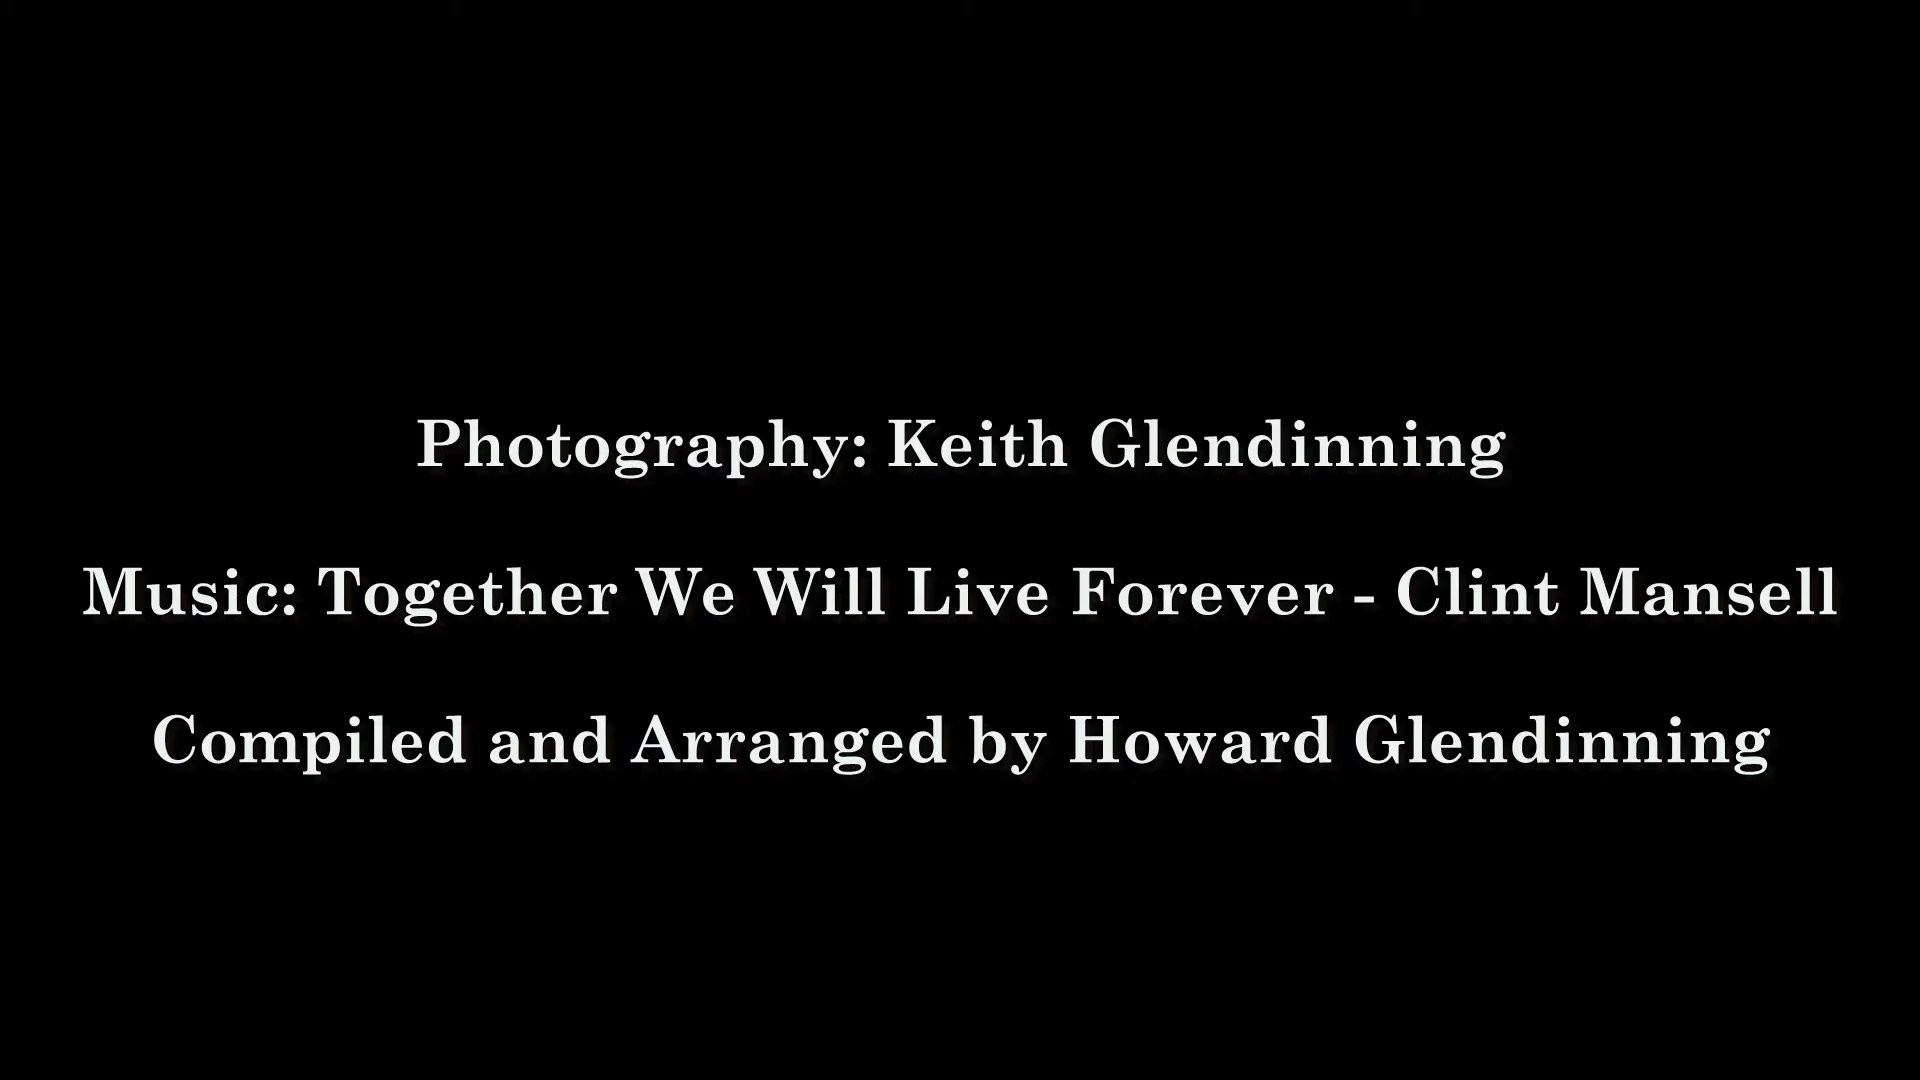 Photography: Keith Glendinning
Music: Together We Will Live Forever - Clint Mansell
Compiled and Arranged by Howard Glendinning